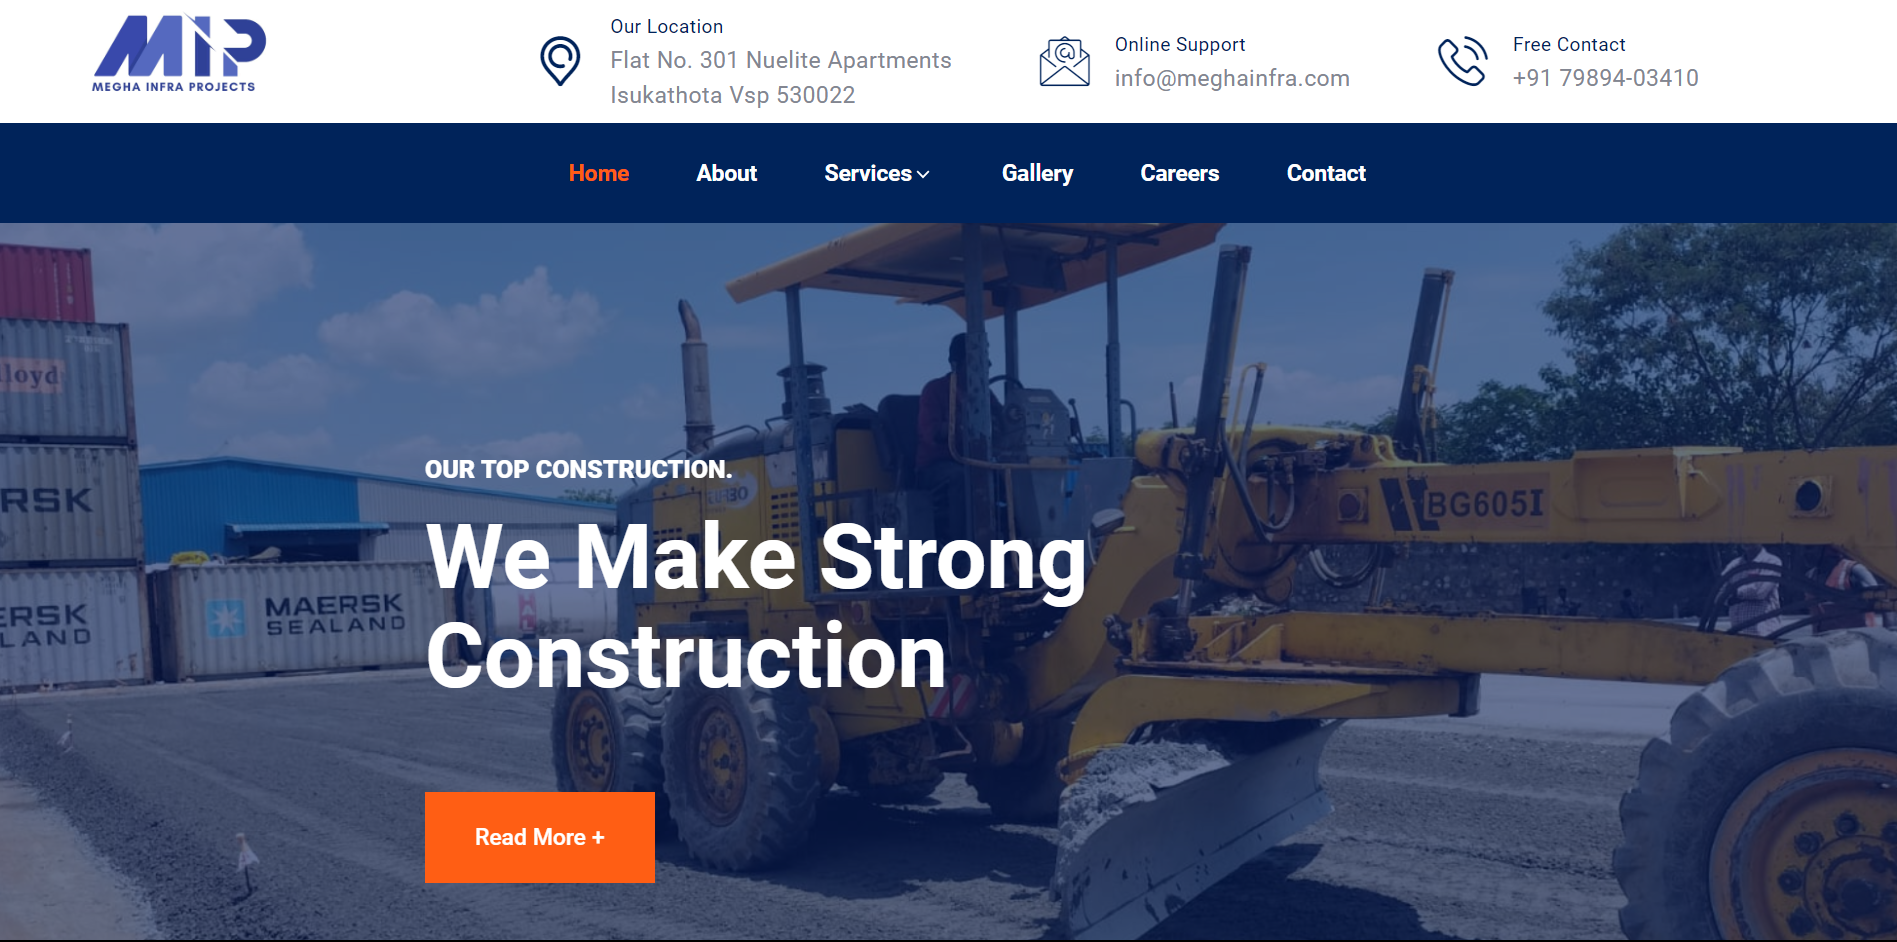 MIP
MEGHA INFRA PROJECTS
Our Location
Flat No. 301 Nuelite Apartments
Isukathota Vsp 530022
Online Support
info@meghainfra.com
Free Contact
+91 79894-03410
Home
About
Services
Gallery
Careers
Contact
lloyd
RSK
OUR TOP CONSTRUCTION.
BG605I
We Make Strong
Construction
ERSK
LAND
MAERSK
SEALAND
Read More +